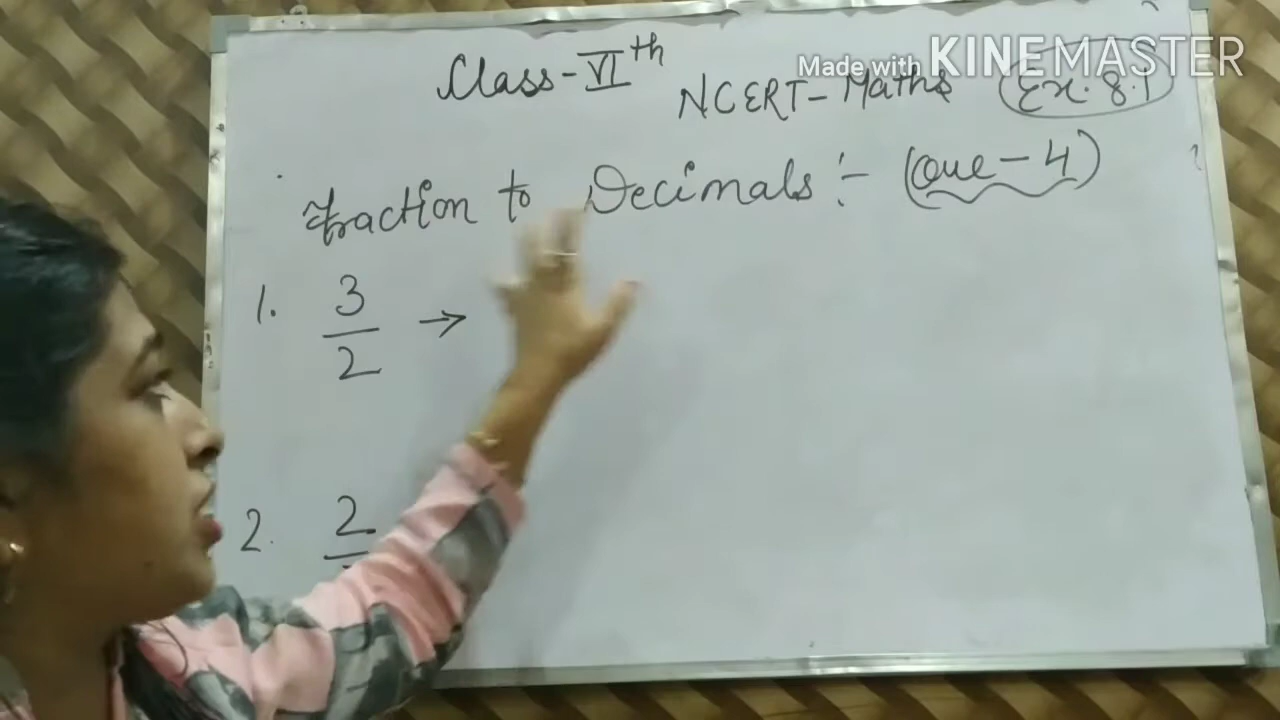 Made with KINEMASTER
Class-VIth
NCERT-Maths Ex.8.1
Fraction to Decimals :- (Que-4)
1. 3/2 →
2. 2